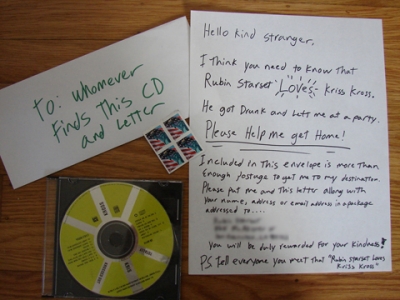 To: Whomever
Finds This CD
and Letter
Hello kind stranger,
I Think you need to know That
Rubin Starset Loves Kriss Kross.
He got Drunk and Left me at a party.
Please Help Me get Home!
Included in This envelope is more Than
Enough postage to get me to my destination.
Please put me and This letter along with
your name, address or email address in a package
addressed to....
you will be duly rewarded for your kindness!
P.S. Tell everyone you meet That "Rubin Starset Loves
Kriss Kross"
KRISS
KROSS